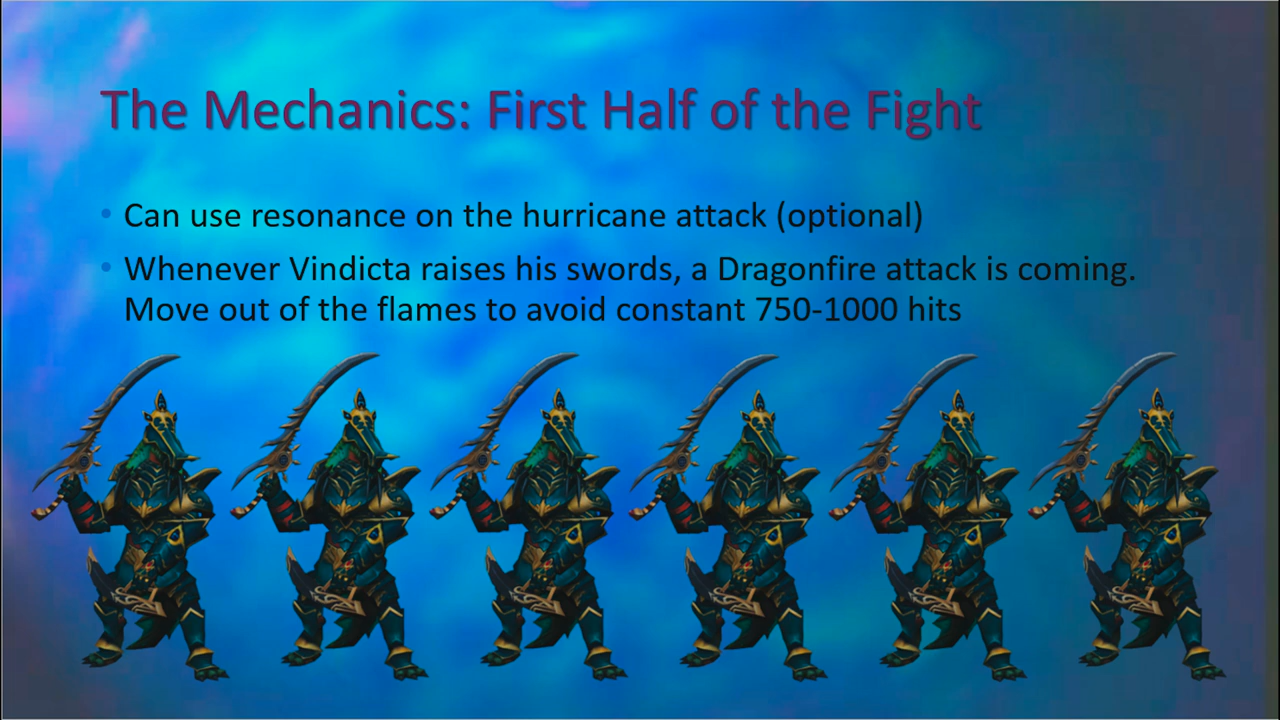 The Mechanics: First Half of the Fight
• Can use resonance on the hurricane attack (optional)
• Whenever Vindicta raises his swords, a Dragonfire attack is coming.
Move out of the flames to avoid constant 750-1000 hits